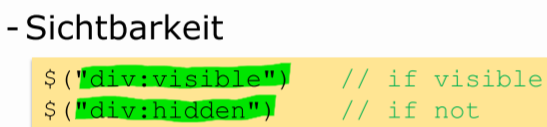 - Sichtbarkeit
$("div:visible") // if visible
$("div:hidden") // if not